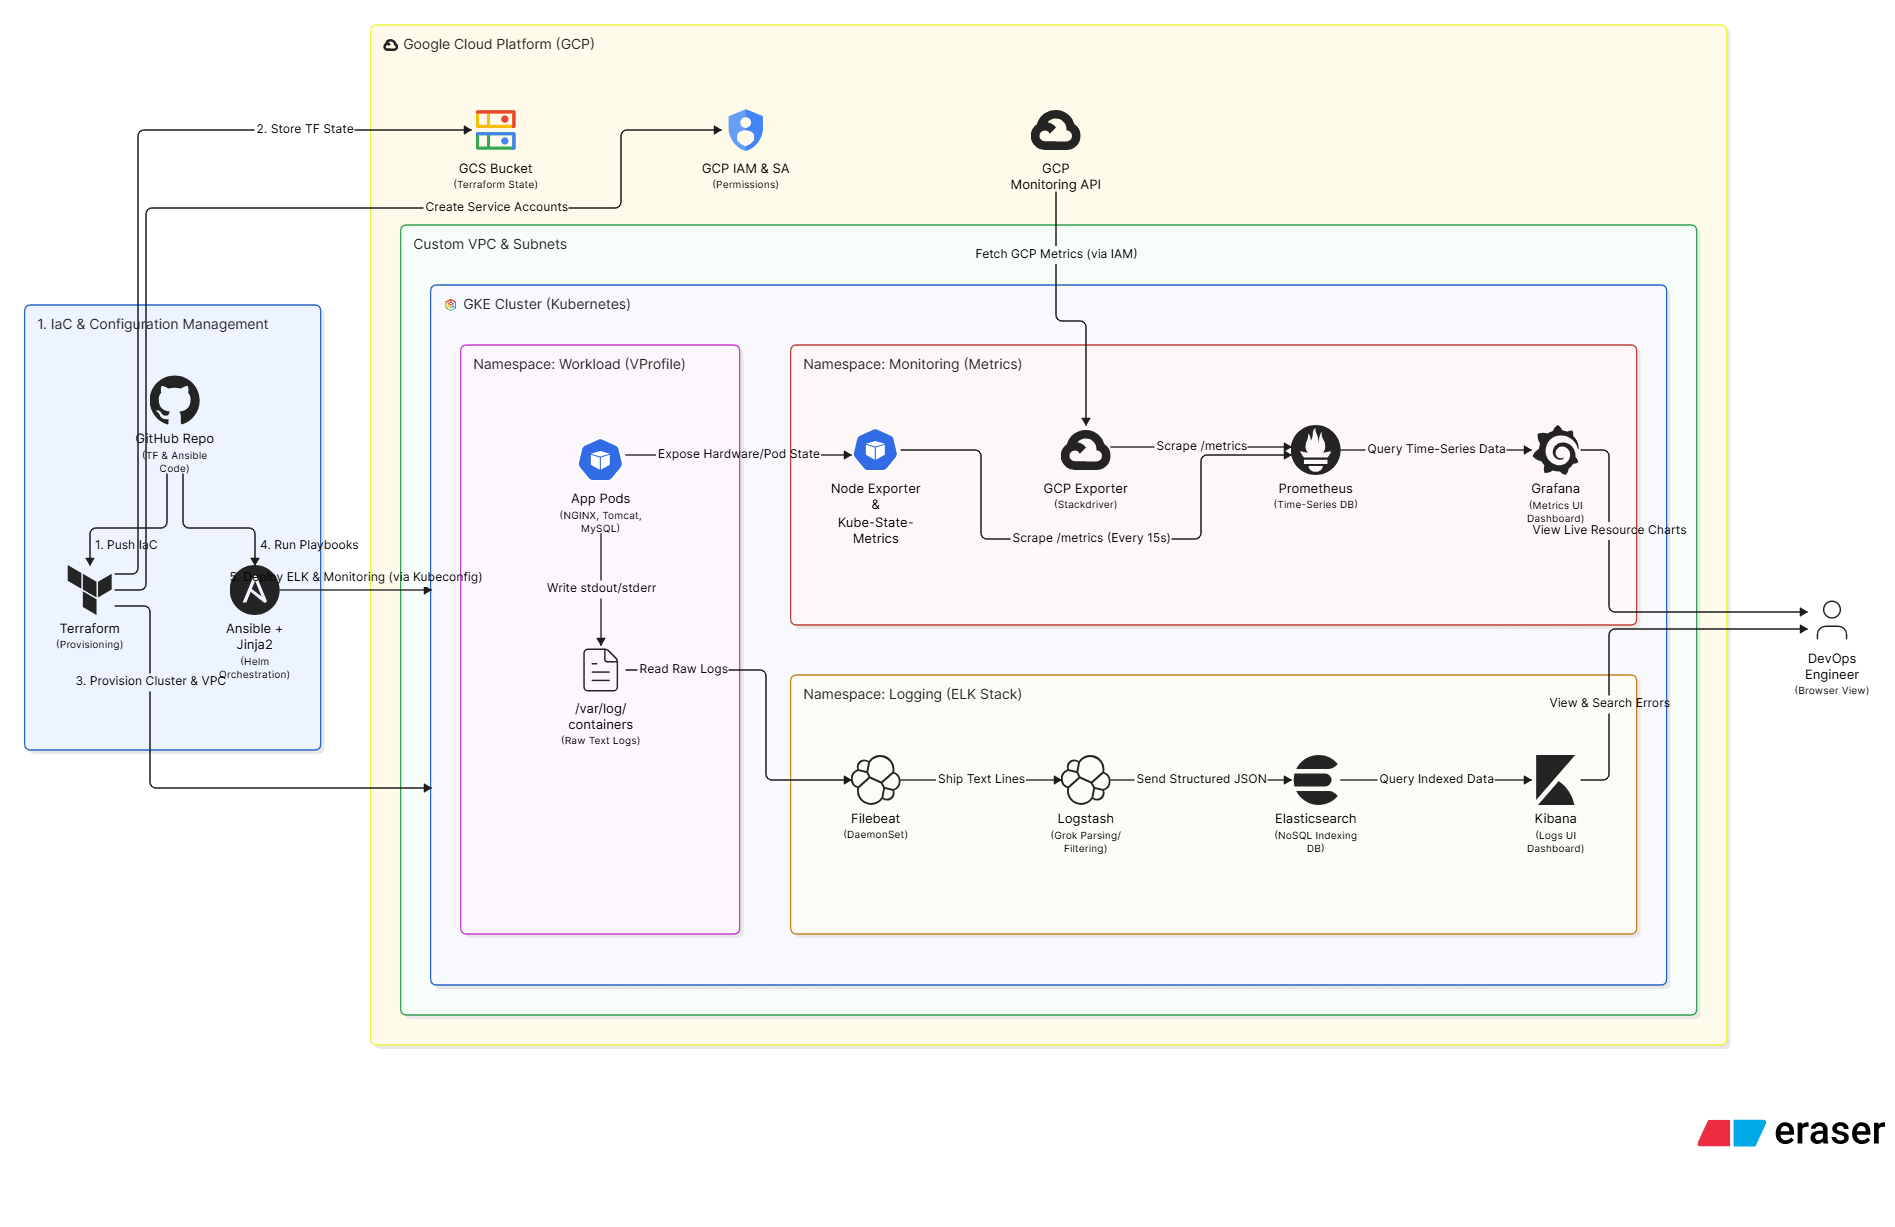 Google Cloud Platform (GCP)
2. Store TF State
GCS Bucket
(Terraform State)
GCP IAM & SA
(Permissions)
GCP
Monitoring API
Create Service Accounts
Custom VPC & Subnets
Fetch GCP Metrics (via IAM)
GKE Cluster (Kubernetes)
1. IaC & Configuration Management
GitHub Repo
(TF & Ansible
Code)
1. Push IaC
4. Run Playbooks
5. Deploy ELK & Monitoring (via Kubeconfig)
Terraform
(Provisioning)
Ansible +
Jinja2
(Helm
Orchestration)
3. Provision Cluster & VPC
Namespace: Workload (VProfile)
App Pods
(NGINX, Tomcat,
MySQL)
Expose Hardware/Pod State
Write stdout/stderr
/var/log/
containers
(Raw Text Logs)
Read Raw Logs
Namespace: Monitoring (Metrics)
Node Exporter
&
Kube-State-
Metrics
GCP Exporter
(Stackdriver)
Scrape /metrics
Scrape /metrics (Every 15s)
Prometheus
(Time-Series DB)
Query Time-Series Data
Grafana
(Metrics UI
Dashboard)
View Live Resource Charts
Namespace: Logging (ELK Stack)
View & Search Errors
Filebeat
(DaemonSet)
Ship Text Lines
Logstash
(Grok Parsing/
Filtering)
Send Structured JSON
Elasticsearch
(NoSQL Indexing
DB)
Query Indexed Data
Kibana
(Logs UI
Dashboard)
DevOps
Engineer
(Browser View)
eraser